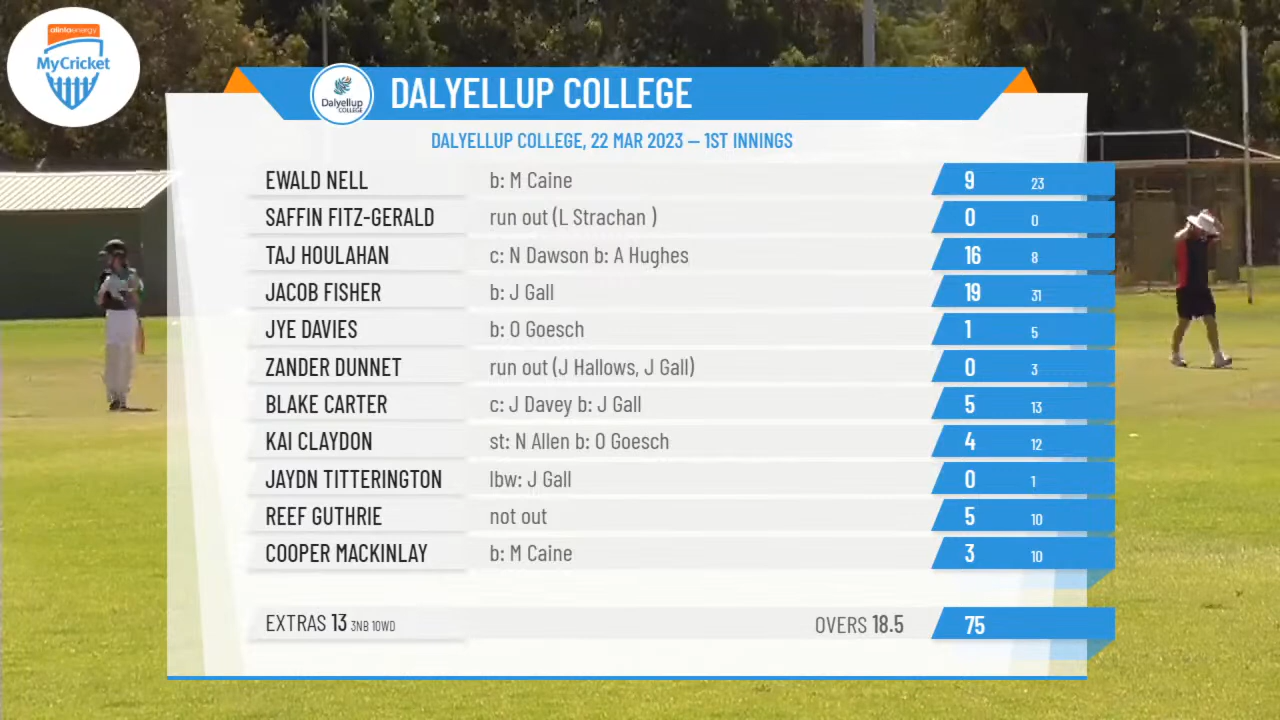 alintaenergy
MyCricket
Dalyellup
COLLEGE
DALYELLUP COLLEGE
DALYELLUP COLLEGE, 22 MAR 2023 – 1ST INNINGS
EWALD NELL b: M Caine 9 23
SAFFIN FITZ-GERALD run out (L Strachan ) 0 0
TAJ HOULAHAN c: N Dawson b: A Hughes 16 8
JACOB FISHER b: J Gall 19 31
JYE DAVIES b: O Goesch 1 5
ZANDER DUNNET run out (J Hallows, J Gall) 0 3
BLAKE CARTER c: J Davey b: J Gall 5 13
KAI CLAYDON st: N Allen b: O Goesch 4 12
JAYDN TITTERINGTON lbw: J Gall 0 1
REEF GUTHRIE not out 5 10
COOPER MACKINLAY b: M Caine 3 10
EXTRAS 13 3NB 10WD OVERS 18.5 75